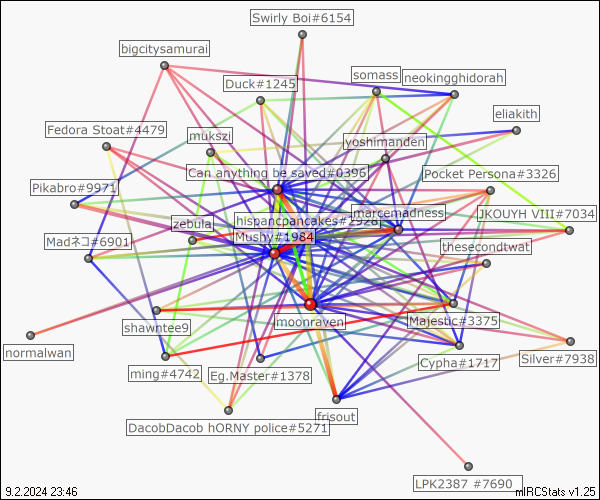 Swirly Boi#6154
bigcitysamurai
somass
neokingghidorah
Duck#1245
eliakith
Fedora Stoat#4479
mukszi
yoshimanden
Can anything be saved#0396
Pocket Persona#3326
Pikabro#9971
hispancpancakes#2928
marcemadness
JKOUYH VIII#7034
zebula
Mushy#1984
Madネコ#6901
thesecondtwat
shawntee9
moonraven
Majestic#3375
normalwan
ming#4742
Eg.Master#1378
Cypha#1717
Silver#7938
frisout
DacobDacob hORNY police#5271
LPK2387 #7690
9.2.2024 23:46
mIRCStats v1.25